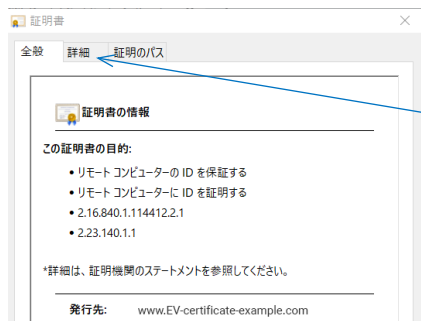 証明書
全般 詳細 証明のパス
証明書の情報
この証明書の目的:
• リモート コンピューターの ID を保証する
• リモート コンピューターに ID を証明する
• 2.16.840.1.114412.2.1
• 2.23.140.1.1
*詳細は、証明機関のステートメントを参照してください。
発行先: www.EV-certificate-example.com